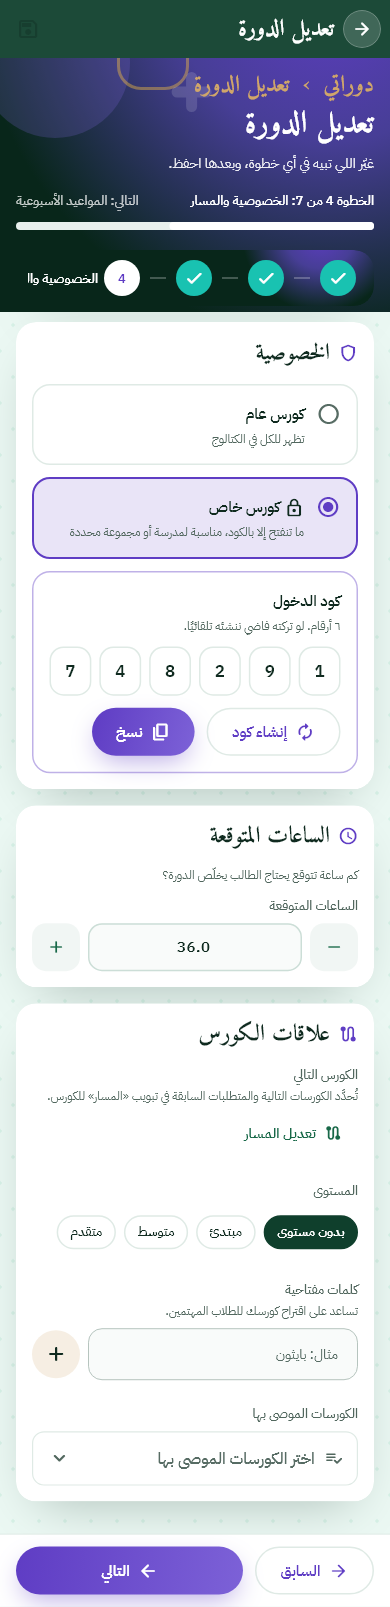 تعديل الدورة
دوراتي › تعديل الدورة
تعديل الدورة
غيّر اللي تبيه في أي خطوة، وبعدها احفظ.
الخطوة 4 من 7: الخصوصية والمسار
التالي: المواعيد الأسبوعية
4 الخصوصية وال
الخصوصية
كورس عام
تظهر للكل في الكتالوج
كورس خاص
ما تنفتح إلا بالكود، مناسبة لمدرسة أو مجموعة محددة
كود الدخول
٦ أرقام. لو تركته فاضي ننشئه تلقائيًا.
1 9 2 8 4 7
إنشاء كود
نسخ
الساعات المتوقعة
كم ساعة تتوقع يحتاج الطالب يخلّص الدورة؟
الساعات المتوقعة
− 36.0 +
علاقات الكورس
الكورس التالي
تُحدَّد الكورسات التالية والمتطلبات السابقة في تبويب «المسار» للكورس.
تعديل المسار
المستوى
بدون مستوى مبتدئ متوسط متقدم
كلمات مفتاحية
تساعد على اقتراح كورسك للطلاب المهتمين.
مثال: بايثون +
الكورسات الموصى بها
اختر الكورسات الموصى بها
السابق
التالي